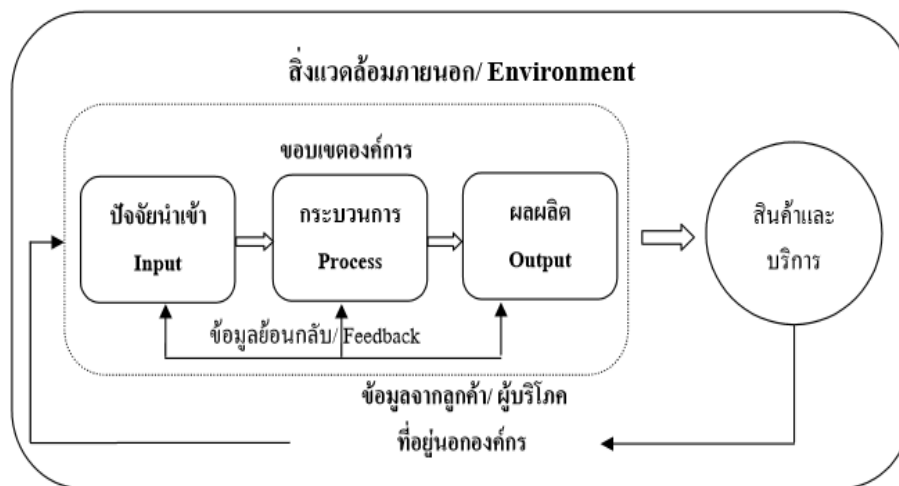 สิ่งแวดล้อมภายนอก/ Environment
ขอบเขตองค์การ
ปัจจัยนำเข้า
Input
กระบวนการ
Process
ผลผลิต
Output
สินค้าและ
บริการ
ข้อมูลย้อนกลับ/ Feedback
ข้อมูลจากลูกค้า/ ผู้บริโภค
ที่อยู่นอกองค์กร